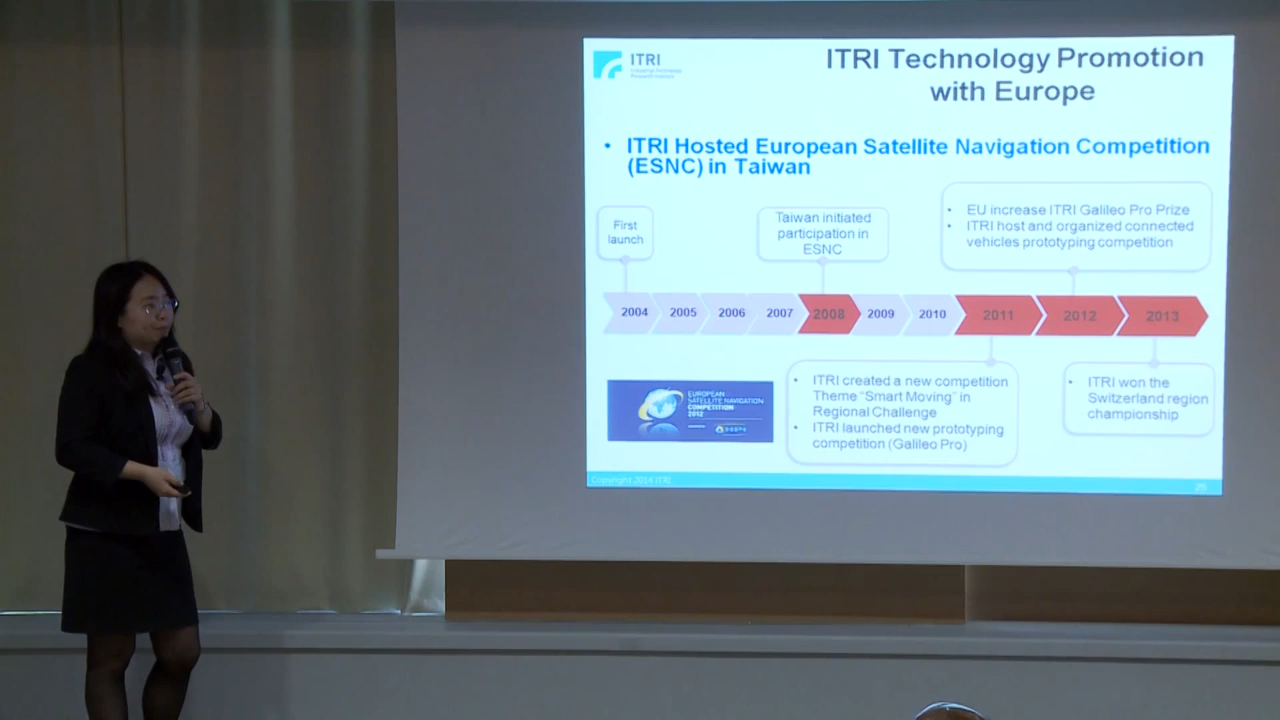 ITRI
Industrial Technology
Research Institute
ITRI Technology Promotion
with Europe
• ITRI Hosted European Satellite Navigation Competition
(ESNC) in Taiwan
First
launch
Taiwan initiated
participation in
ESNC
• EU increase ITRI Galileo Pro Prize
• ITRI host and organized connected
vehicles prototyping competition
2004 2005 2006 2007 2008 2009 2010 2011 2012 2013
• ITRI created a new competition
Theme "Smart Moving" in
Regional Challenge
• ITRI launched new prototyping
competition (Galileo Pro)
• ITRI won the
Switzerland region
championship
EUROPEAN
SATELLITE NAVIGATION
COMPETITION
2012
Copyright 2014 ITRI